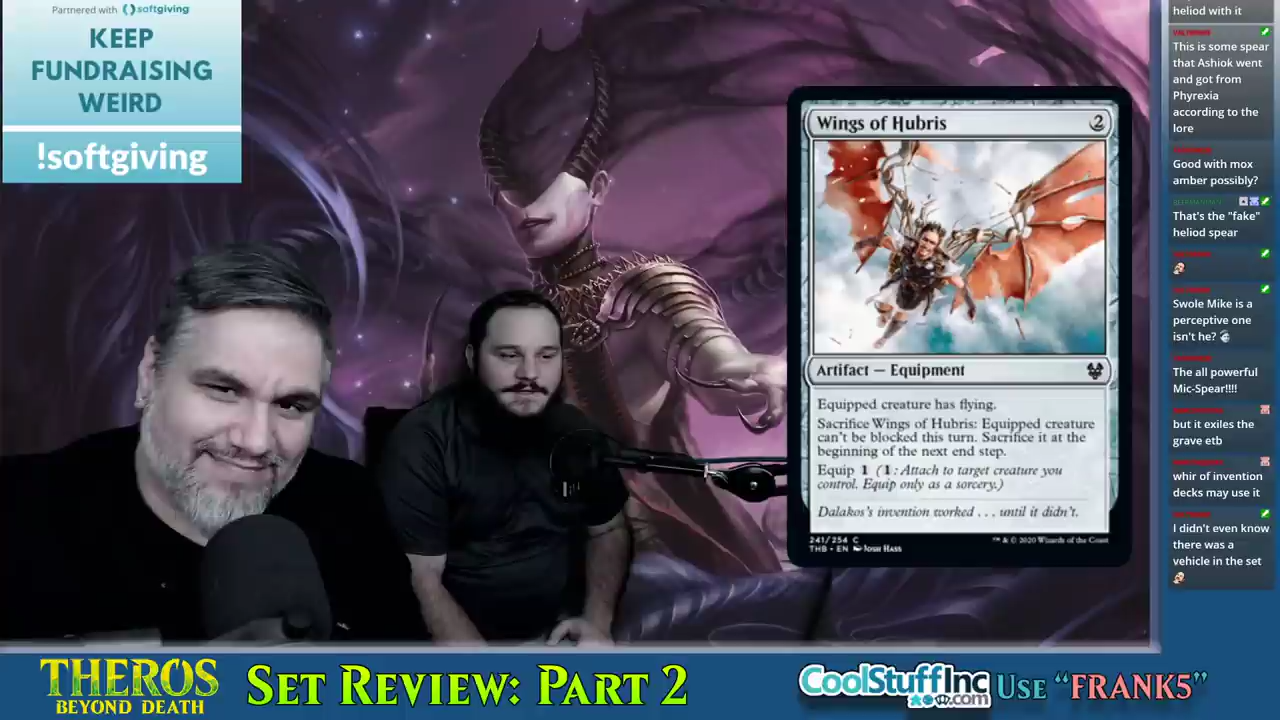 Partnered with softgiving
KEEP
FUNDRAISING
WEIRD
!softgiving
Wings of Hubris 2
Artifact — Equipment
Equipped creature has flying.
Sacrifice Wings of Hubris: Equipped creature
can't be blocked this turn. Sacrifice it at the
beginning of the next end step.
Equip 1 (1: Attach to target creature you
control. Equip only as a sorcery.)
Dalakos's invention worked . . . until it didn't.
241/254 C
THB • EN Josh Hass
™ & © 2020 Wizards of the Coast
heliod with it
This is some spear
that Ashiok went
and got from
Phyrexia
according to the
lore
Good with mox
amber possibly?
That's the "fake"
heliod spear
Swole Mike is a
perceptive one
isn't he?
The all powerful
Mic-Spear!!!!
but it exiles the
grave etb
whir of invention
decks may use it
I didn't even know
there was a
vehicle in the set
THEROS
BEYOND DEATH
SET REVIEW: PART 2
CoolStuffInc
.com
USE “FRANK5”